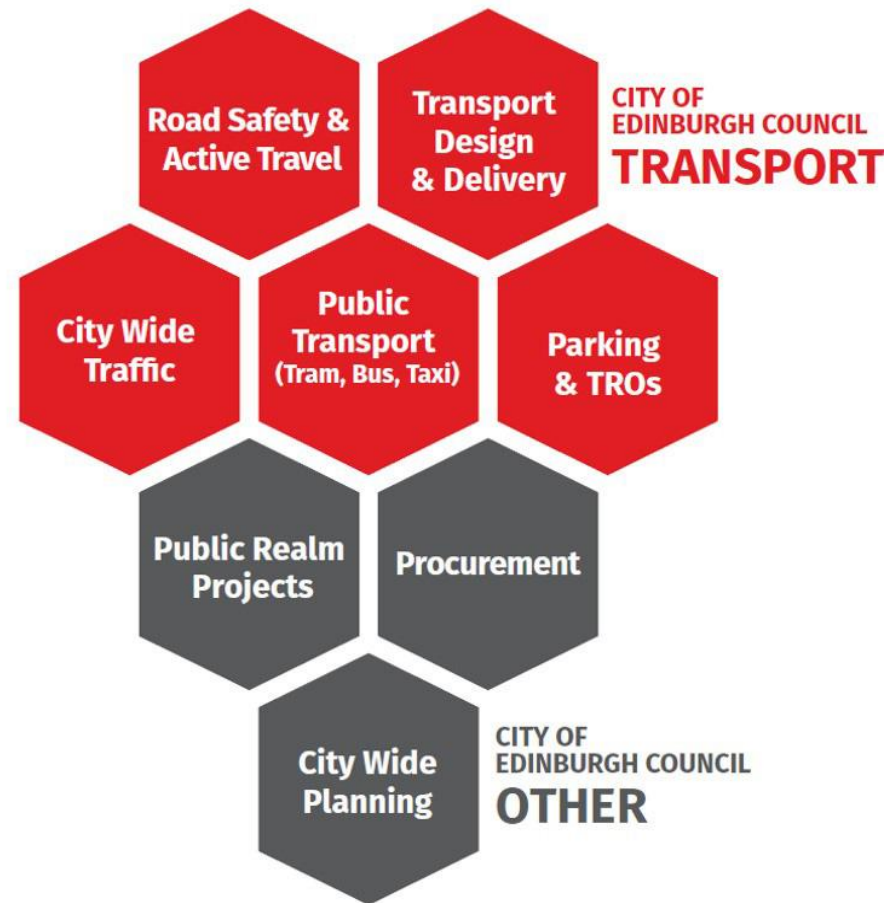 Road Safety &
Active Travel
Transport
Design
& Delivery
CITY OF
EDINBURGH COUNCIL
TRANSPORT
City Wide
Traffic
Public
Transport
(Tram, Bus, Taxi)
Parking
& TROs
Public Realm
Projects
Procurement
City Wide
Planning
CITY OF
EDINBURGH COUNCIL
OTHER